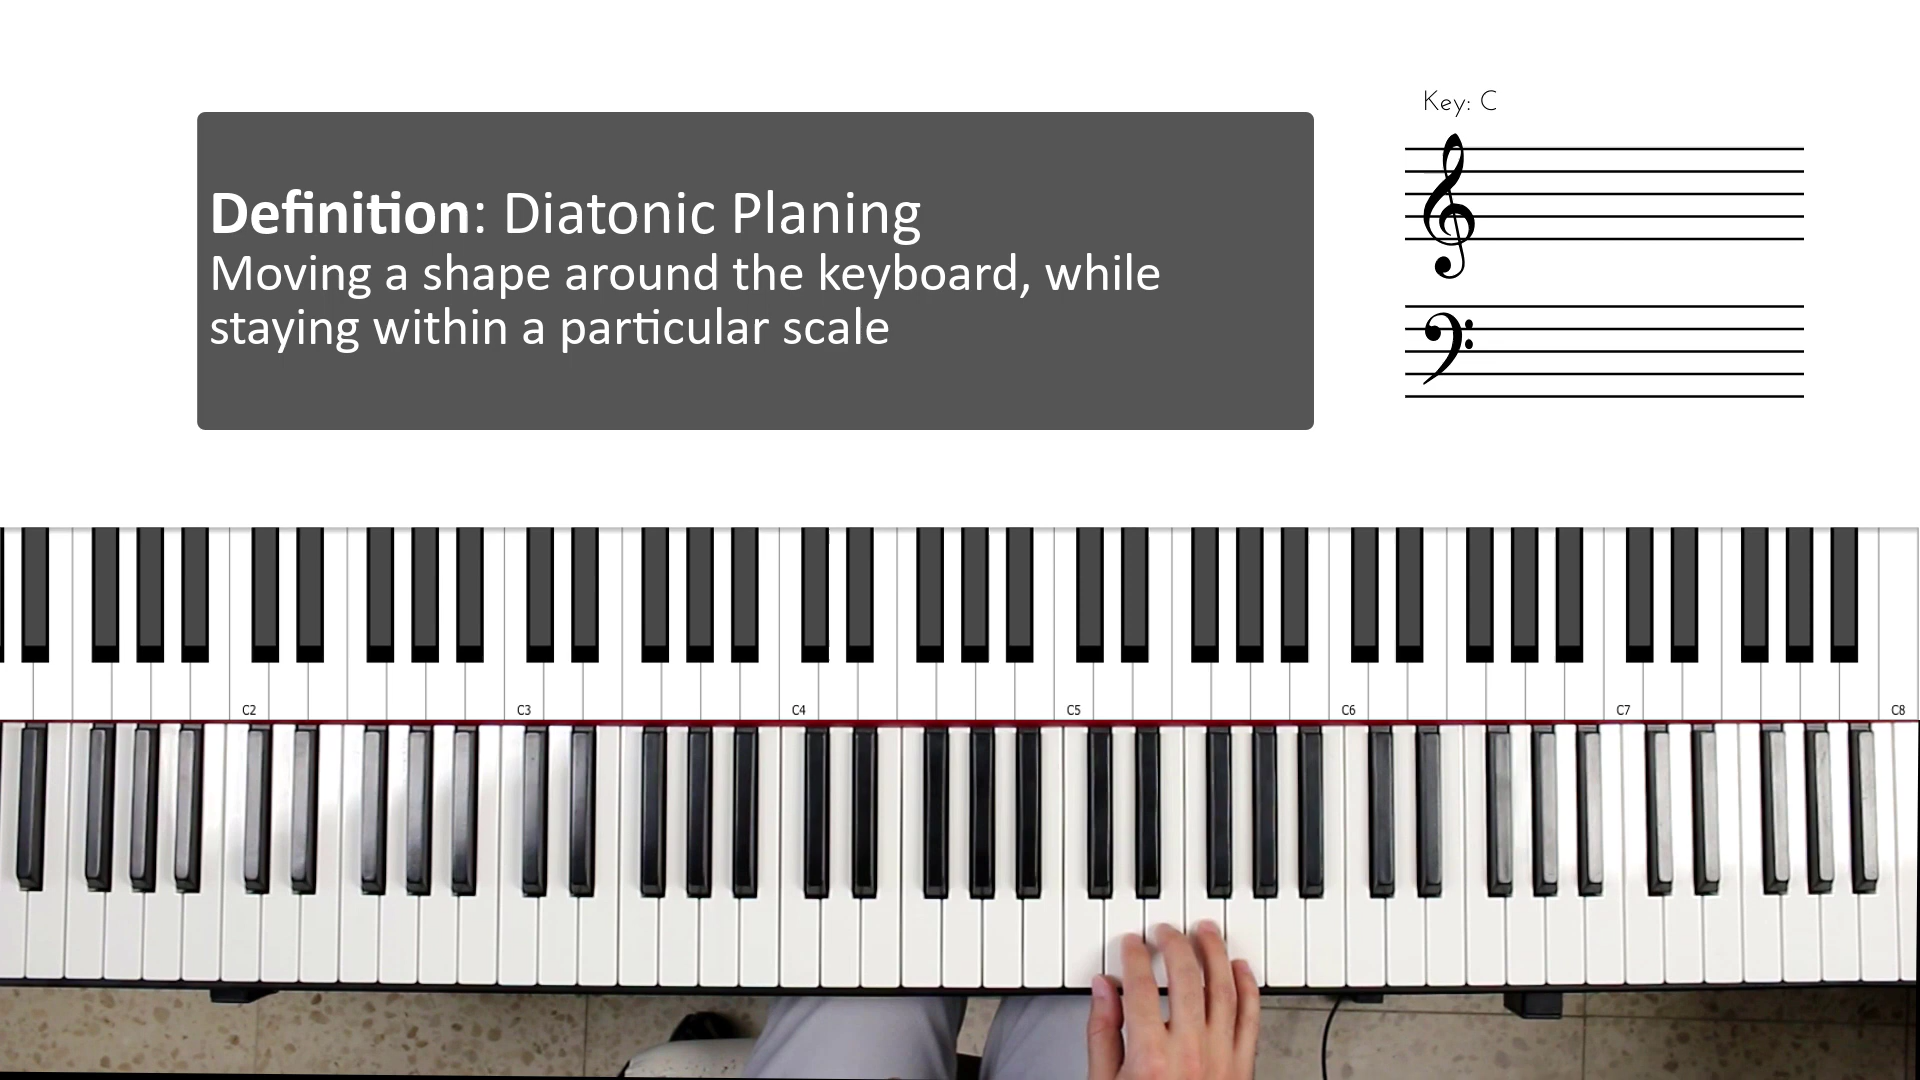 Key: C
Definition: Diatonic Planing
Moving a shape around the keyboard, while
staying within a particular scale
C2 C3 C4 C5 C6 C7 C8